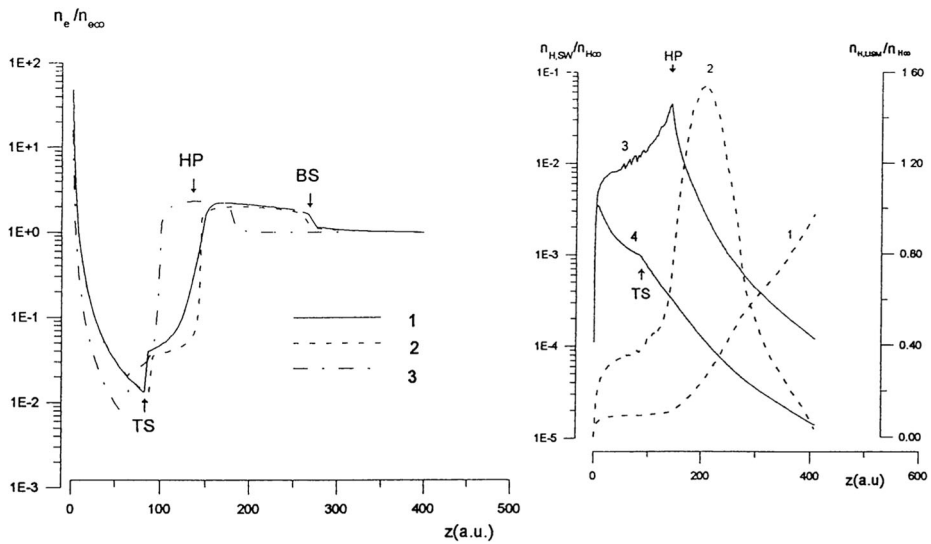 n_e/n_e∞
1E+2
1E+1
1E+0
1E-1
1E-2
1E-3
HP
BS
TS
1
2
3
0
100
200
300
400
500
z(a.u.)
n_H,SW/n_H∞
n_H,LISM/n_H∞
HP
2
1E-1
1E-2
1E-3
1E-4
1E-5
3
4
1
TS
1 60
1.20
0.80
0.40
0.00
0
200
400
600
z(a.u)